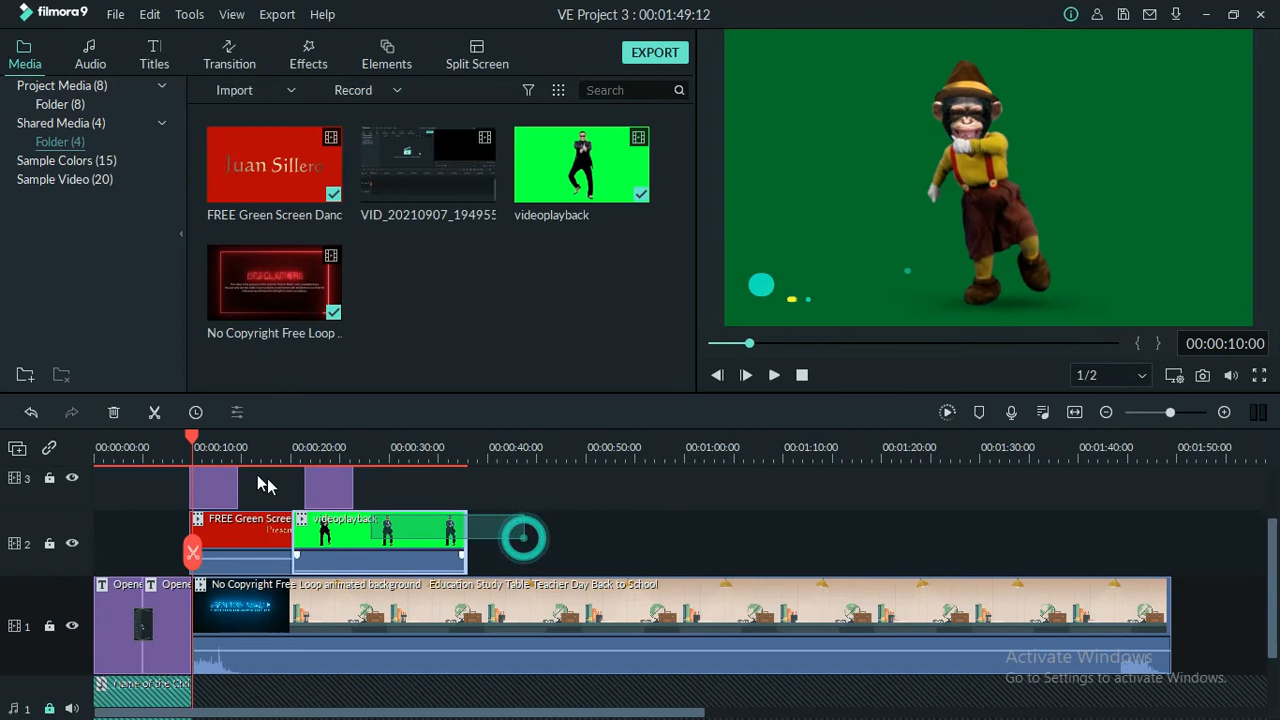 filmora9
File Edit Tools View Export Help
VE Project 3 : 00:01:49:12
Media Audio Titles Transition Effects Elements Split Screen
EXPORT
Project Media (8)
Folder (8)
Shared Media (4)
Folder (4)
Sample Colors (15)
Sample Video (20)
Import Record Search
Juan Sillero
FREE Green Screen Danc
VID_20210907_194955
videoplayback
DISCLAIMER
No Copyright Free Loop ..
{ } 00:00:10:00
1/2
00:00:00:00 00:00:10:00 00:00:20:00 00:00:30:00 00:00:40:00 00:00:50:00 00:01:00:00 00:01:10:00 00:01:20:00 00:01:30:00 00:01:40:00 00:01:50:00
3
2
FREE Green Scree
videoplayback
1
T Opene T Opene
No Copyright Free Loop animated background - Education Study Table Teacher Day Back to School
Activate Windows
Go to Settings to activate Windows.
1
Name of the Chi